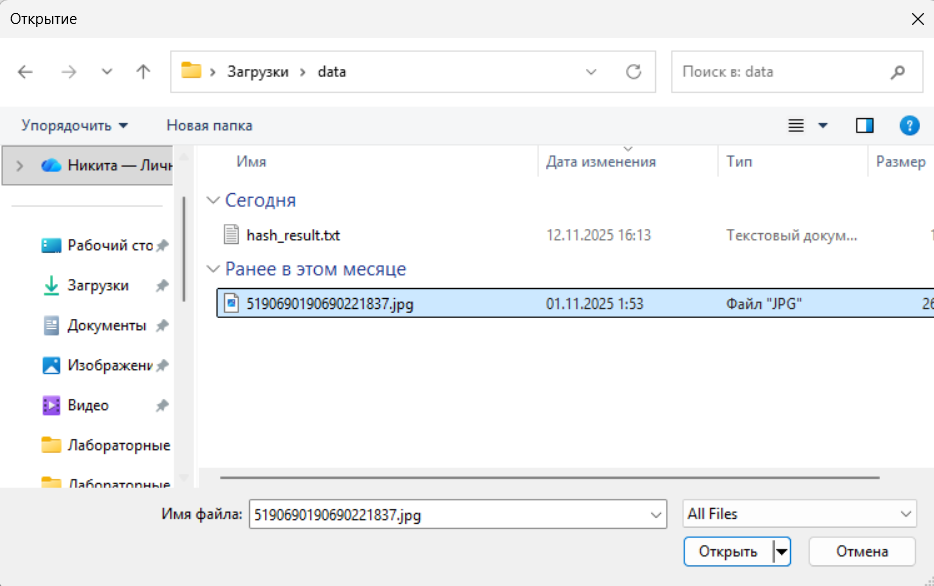 Открытие
Загрузки data
Поиск в: data
Упорядочить Новая папка
Никита — Личн
Имя Дата изменения Тип Размер
Сегодня
hash_result.txt 12.11.2025 16:13 Текстовый докум... 1
Ранее в этом месяце
5190690190690221837.jpg 01.11.2025 1:53 Файл "JPG" 26
Рабочий сто
Загрузки
Документы
Изображени
Видео
Лабораторные
Лабораторные
Имя файла: 5190690190690221837.jpg All Files
Открыть Отмена